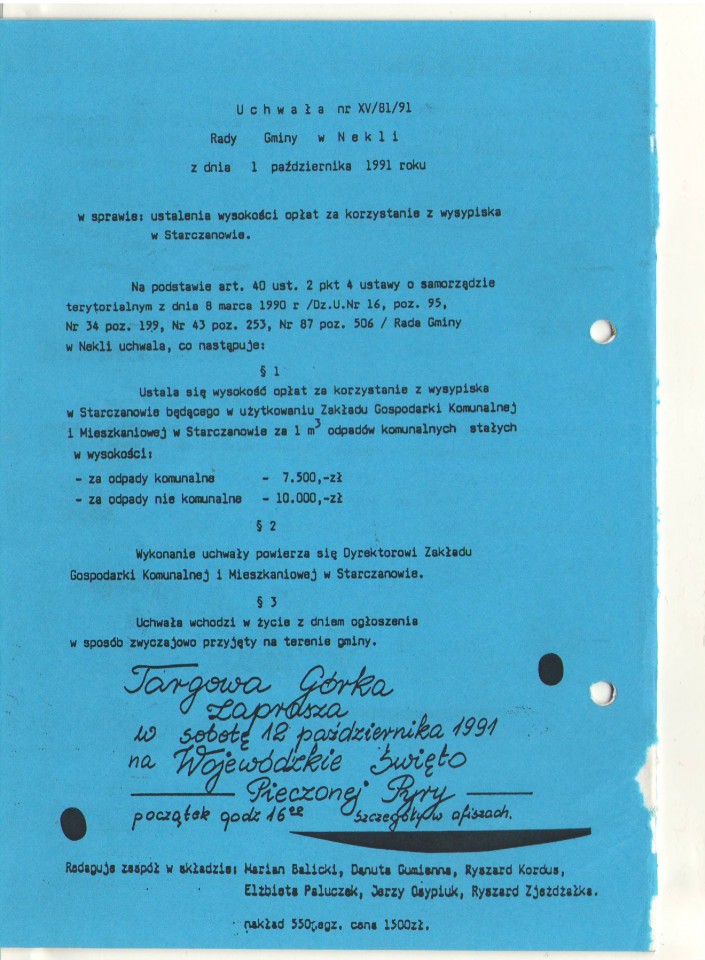 U c h w a ł a nr XV/81/91
Rady Gminy w N e k l i
z dnia 1 października 1991 roku
w sprawie: ustalenia wysokości opłat za korzystanie z wysypiska
w Starczanowie.
Na podstawie art. 40 ust. 2 pkt 4 ustawy o samorządzie
terytorialnym z dnia 8 marca 1990 r /Dz.U.Nr 16, poz. 95,
Nr 34 poz. 199, Nr 43 poz. 253, Nr 87 poz. 506 / Rada Gminy
w Nekli uchwala, co następuje:
§ 1
Ustala się wysokość opłat za korzystanie z wysypiska
w Starczanowie będącego w użytkowaniu Zakładu Gospodarki Komunalnej
i Mieszkaniowej w Starczanowie za 1 m³ odpadów komunalnych stałych
w wysokości:
- za odpady komunalne - 7.500,-zł
- za odpady nie komunalne - 10.000,-zł
§ 2
Wykonanie uchwały powierza się Dyrektorowi Zakładu
Gospodarki Komunalnej i Mieszkaniowej w Starczanowie.
§ 3
Uchwała wchodzi w życie z dniem ogłoszenia
w sposób zwyczajowo przyjęty na terenie gminy.
Targowa Górka
zaprasza
w sobotę 12 października 1991
na Wojewódzkie Święto
Pieczonej Pyry
początek godz 16⁰⁰ szczegóły w afiszach.
Redaguje zespół w składzie: Marian Balicki, Danuta Gumienna, Ryszard Kordus,
Elżbieta Paluczak, Jerzy Osypiuk, Ryszard Zjeżdżałka.
nakład 550 egz. cena 1500zł.